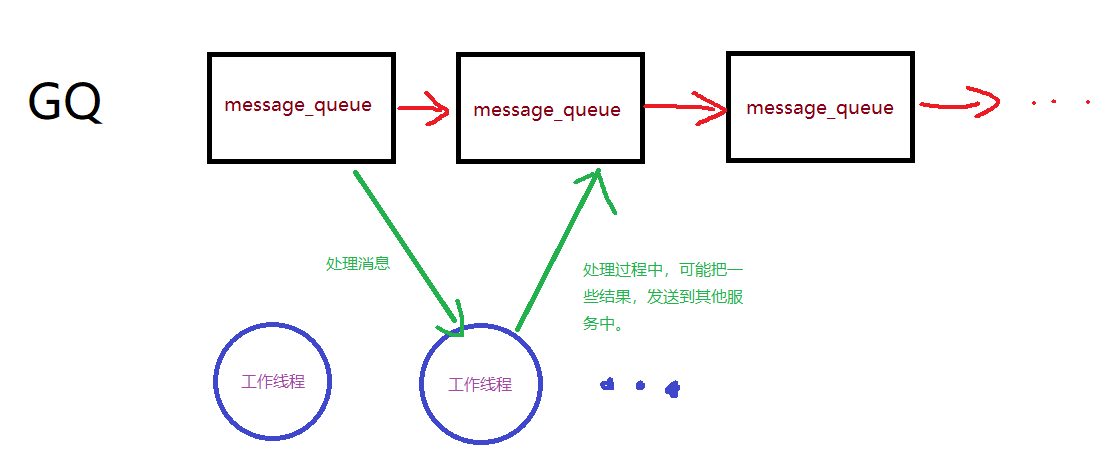 GQ
message_queue
message_queue
message_queue
处理消息
处理过程中，可能把一
些结果，发送到其他服
务中。
工作线程
工作线程